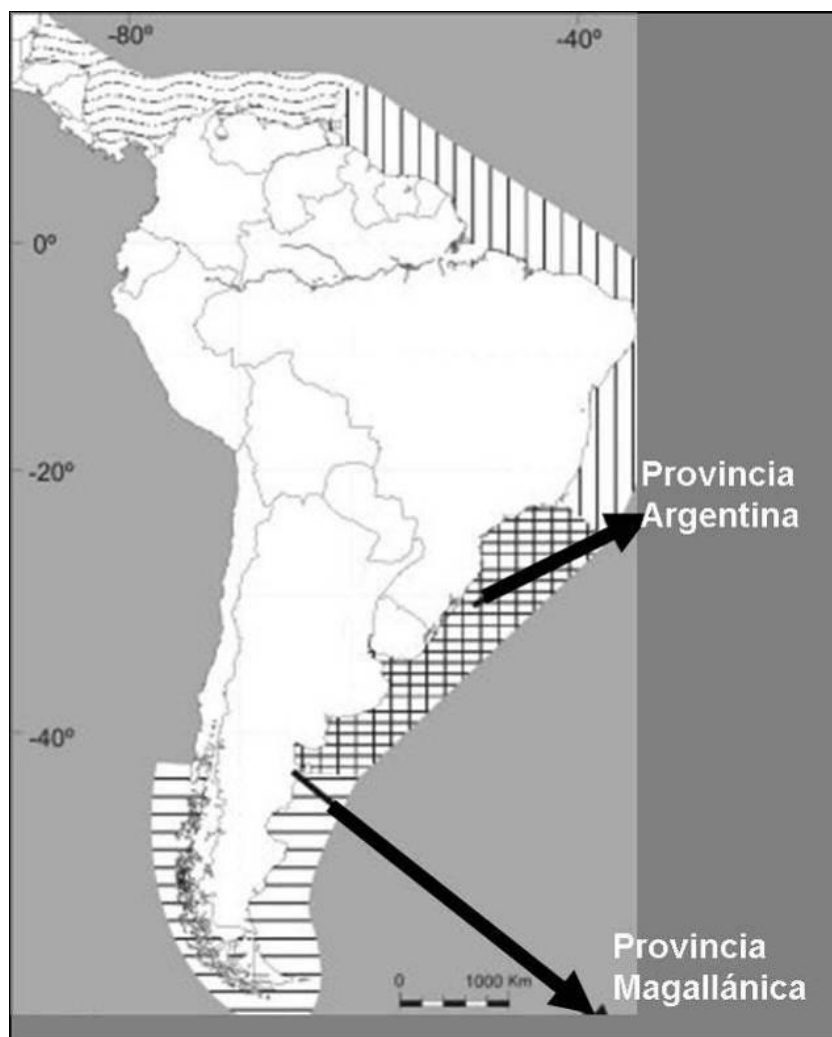 -80º -40º
0º
-20º
Provincia
Argentina
-40º
Provincia
Magallánica
0 1000 Km